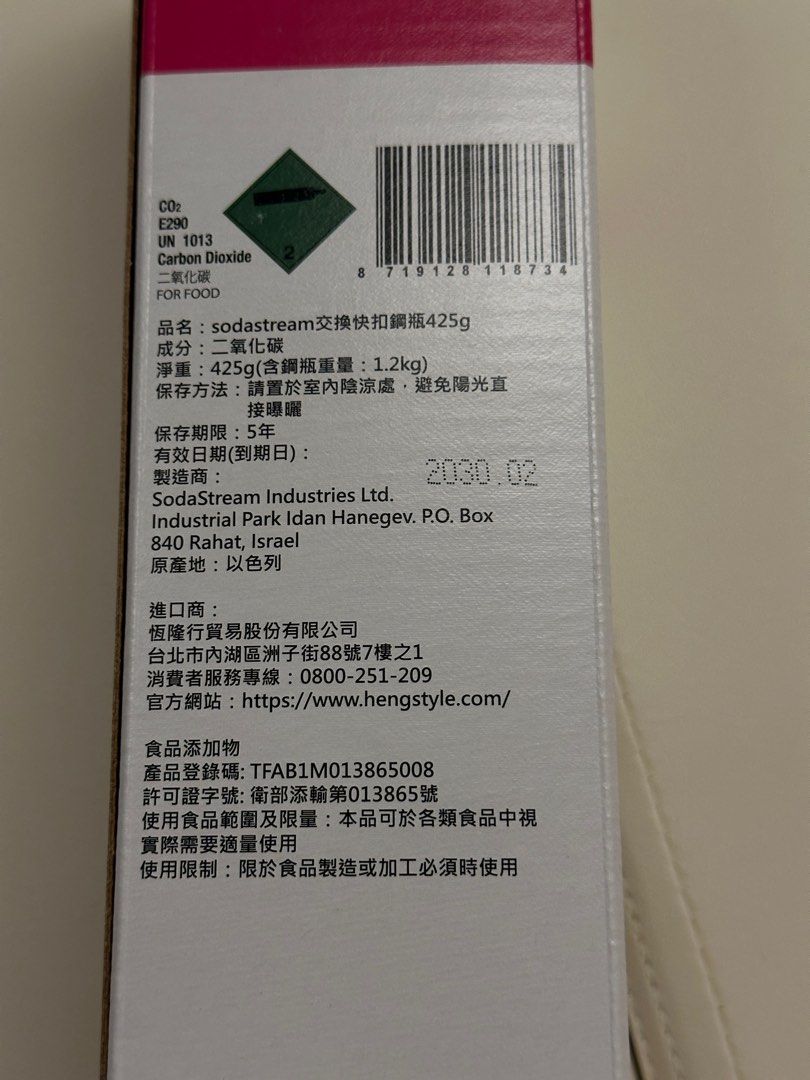 CO2
E290
UN 1013
Carbon Dioxide
二氧化碳
FOR FOOD
2
8 719128 118734
品名：sodastream交換快扣鋼瓶425g
成分：二氧化碳
淨重：425g(含鋼瓶重量：1.2kg)
保存方法：請置於室內陰涼處，避免陽光直
接曝曬
保存期限：5年
有效日期(到期日)：
2030.02
製造商：
SodaStream Industries Ltd.
Industrial Park Idan Hanegev. P.O. Box
840 Rahat, Israel
原產地：以色列
進口商：
恆隆行貿易股份有限公司
台北市內湖區洲子街88號7樓之1
消費者服務專線：0800-251-209
官方網站：https://www.hengstyle.com/
食品添加物
產品登錄碼: TFAB1M013865008
許可證字號: 衛部添輸第013865號
使用食品範圍及限量：本品可於各類食品中視
實際需要適量使用
使用限制：限於食品製造或加工必須時使用